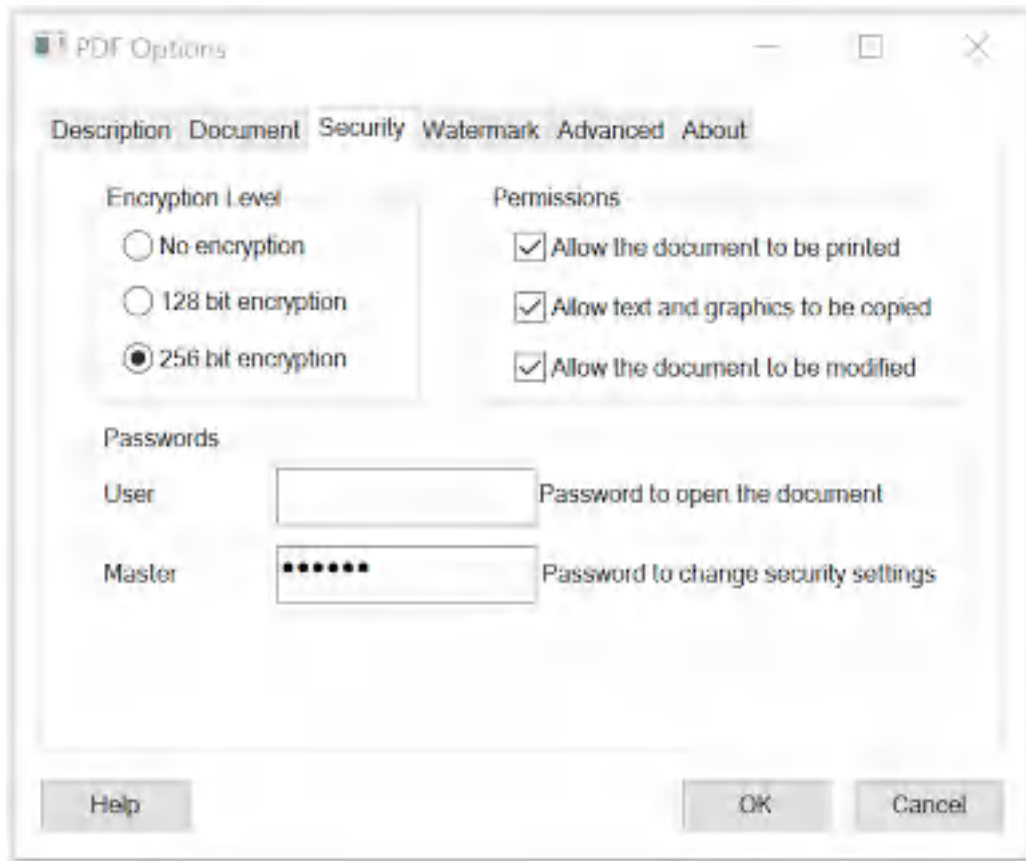 PDF Options
Description Document Security Watermark Advanced About
Encryption Level
No encryption
128 bit encryption
256 bit encryption
Permissions
Allow the document to be printed
Allow text and graphics to be copied
Allow the document to be modified
Passwords
User Password to open the document
Master •••••• Password to change security settings
Help OK Cancel